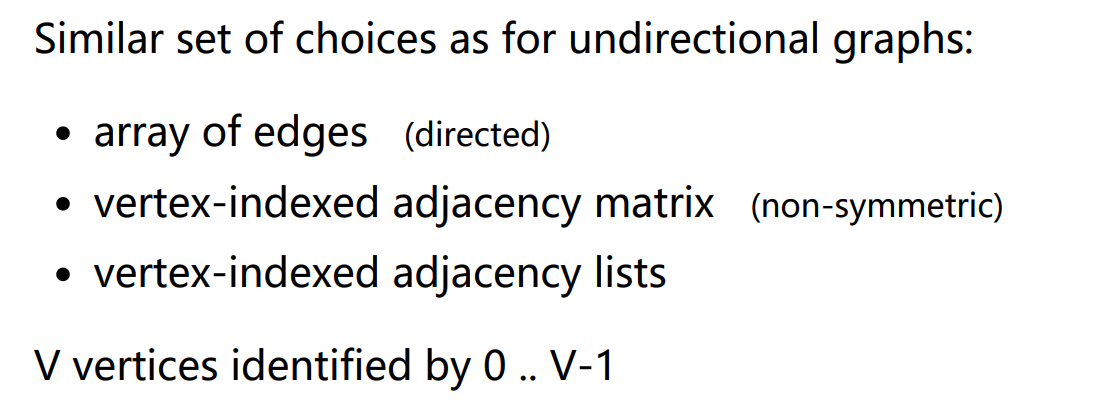 Similar set of choices as for undirectional graphs:
• array of edges (directed)
• vertex-indexed adjacency matrix (non-symmetric)
• vertex-indexed adjacency lists
V vertices identified by 0 .. V-1